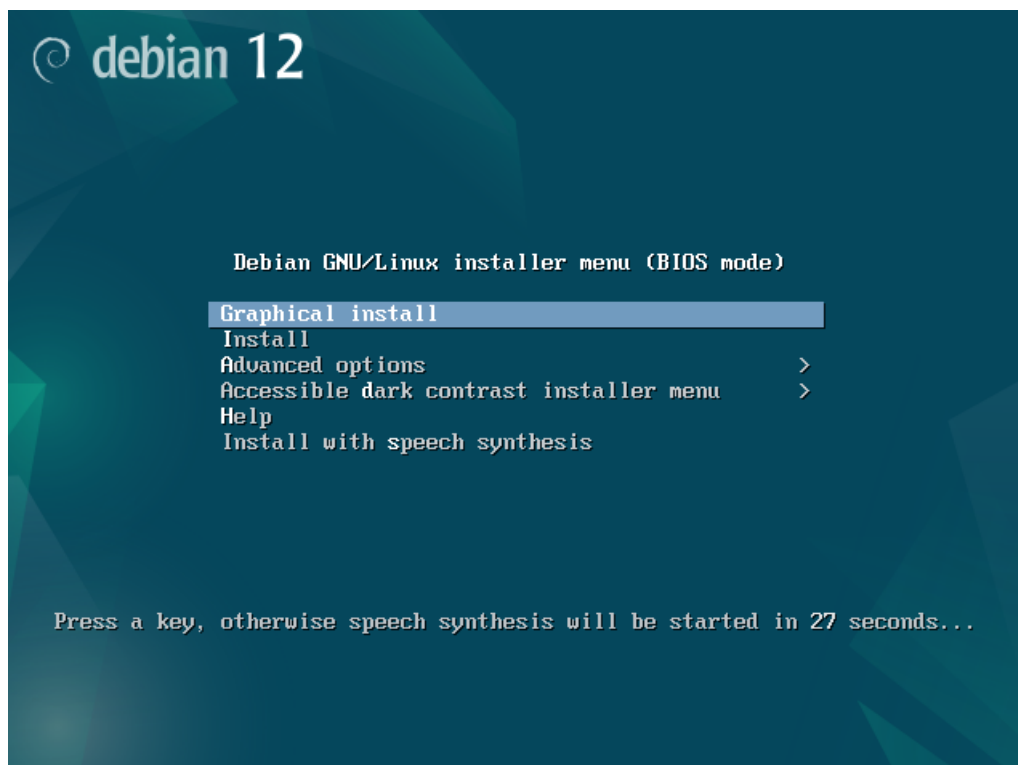 debian 12
Debian GNU/Linux installer menu (BIOS mode)
Graphical install
Install
Advanced options >
Accessible dark contrast installer menu >
Help
Install with speech synthesis
Press a key, otherwise speech synthesis will be started in 27 seconds...